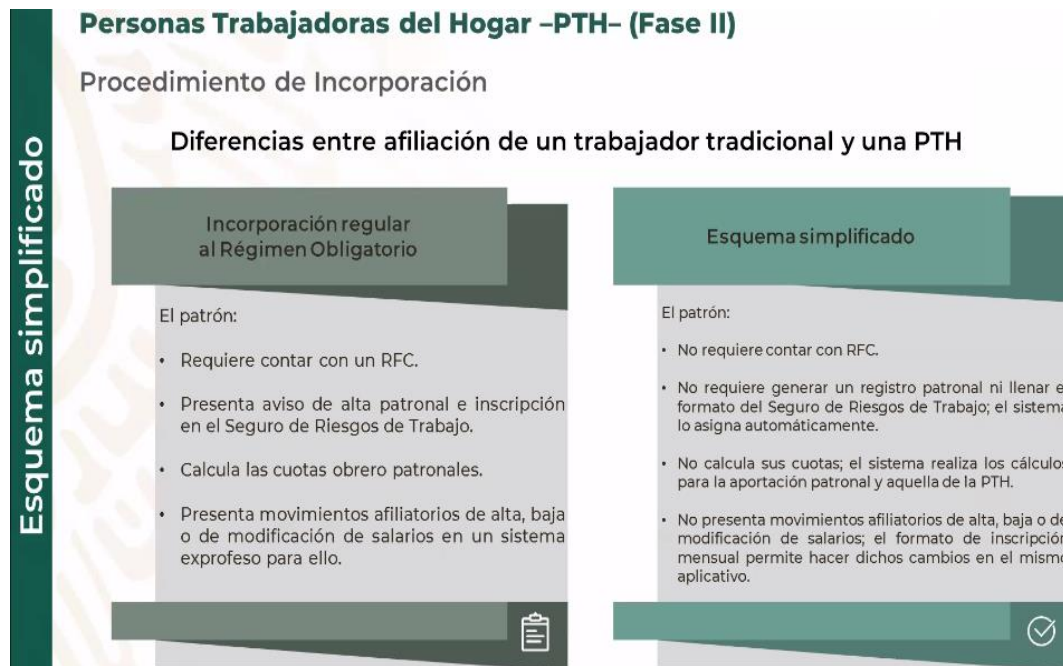 Personas Trabajadoras del Hogar –PTH– (Fase II)
Procedimiento de Incorporación
Esquema simplificado
Diferencias entre afiliación de un trabajador tradicional y una PTH
Incorporación regular
al Régimen Obligatorio
El patrón:
• Requiere contar con un RFC.
• Presenta aviso de alta patronal e inscripción
en el Seguro de Riesgos de Trabajo.
• Calcula las cuotas obrero patronales.
• Presenta movimientos afiliatorios de alta, baja
o de modificación de salarios en un sistema
exprofeso para ello.
Esquema simplificado
El patrón:
• No requiere contar con RFC.
• No requiere generar un registro patronal ni llenar e
formato del Seguro de Riesgos de Trabajo; el sistema
lo asigna automáticamente.
• No calcula sus cuotas; el sistema realiza los cálculos
para la aportación patronal y aquella de la PTH.
• No presenta movimientos afiliatorios de alta, baja o de
modificación de salarios; el formato de inscripción
mensual permite hacer dichos cambios en el mismo
aplicativo.